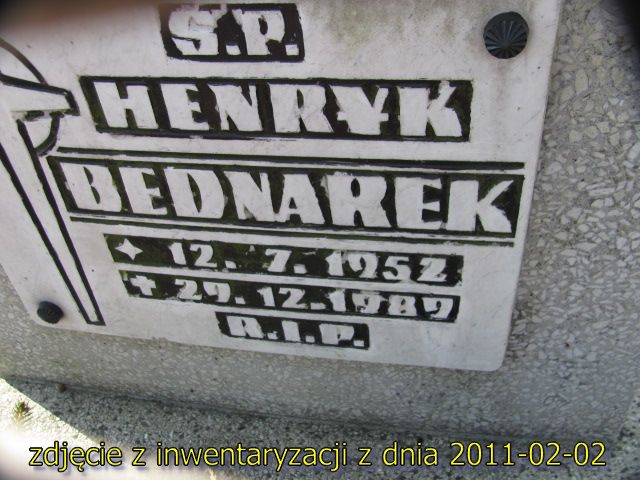 Ś.P.
HENRYK
BEDNAREK
✦ 12. 7. 1952
✝ 29. 12. 1989
R.I.P.
zdjęcie z inwentaryzacji z dnia 2011-02-02